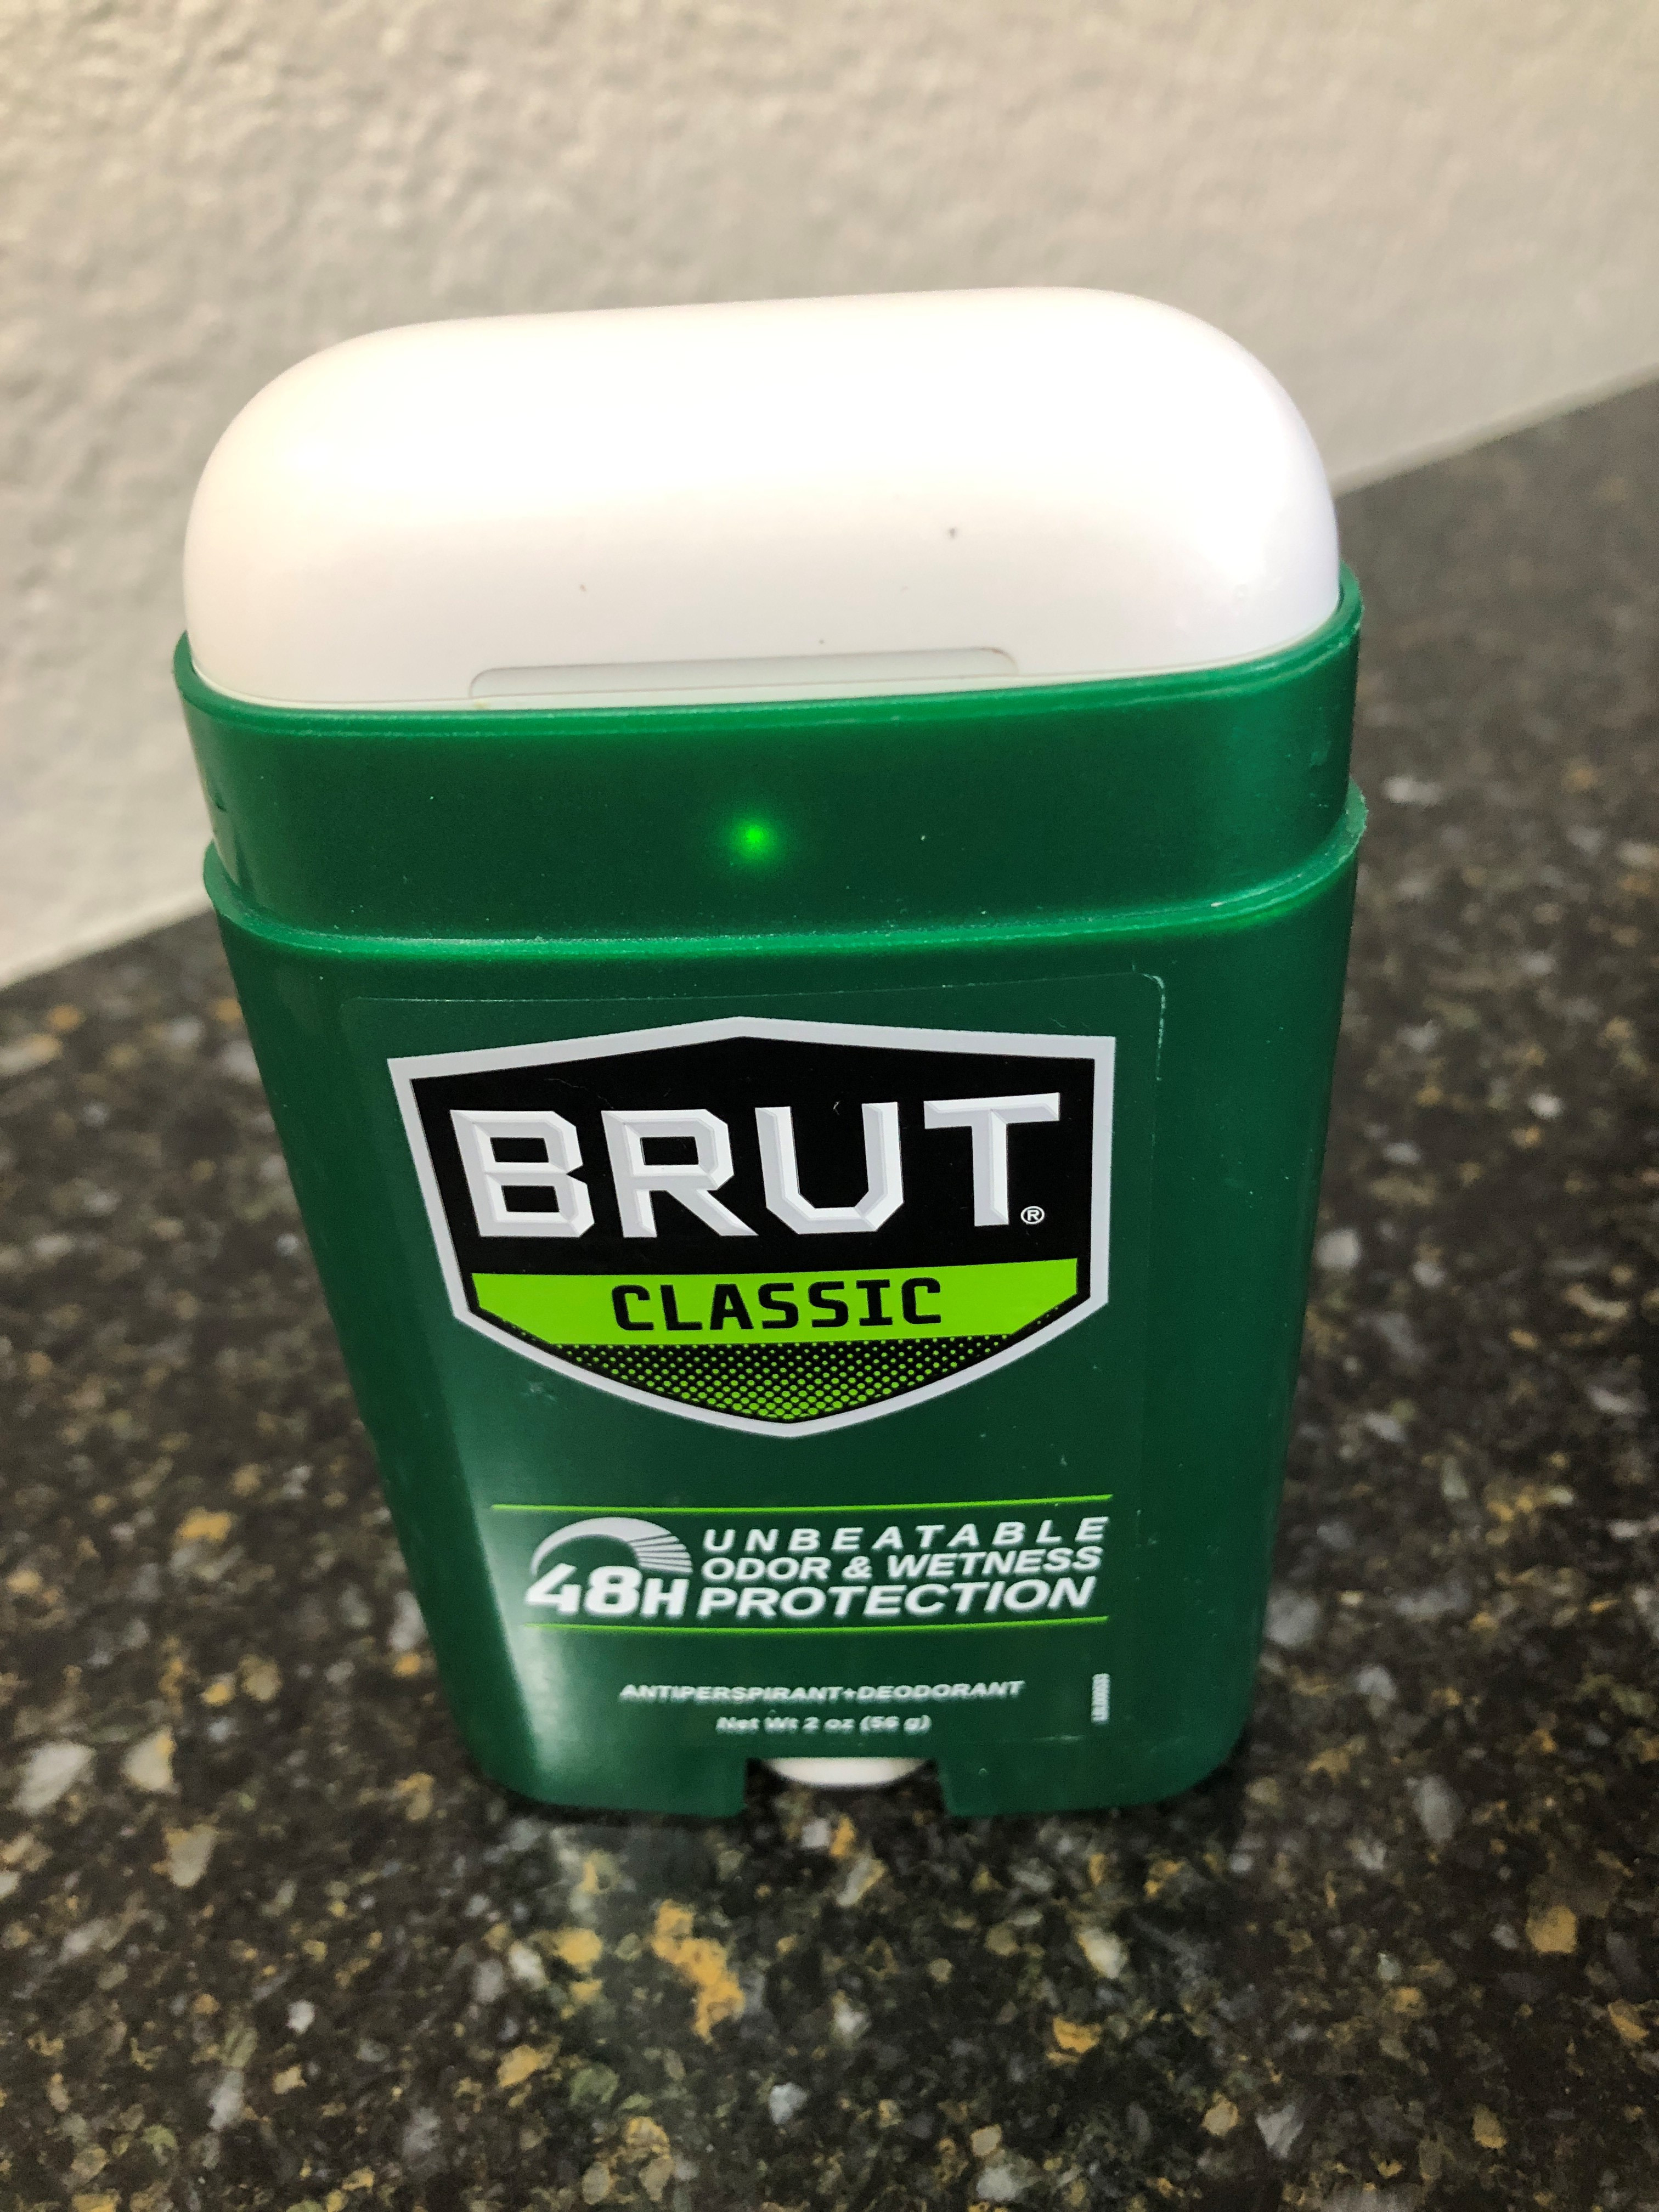 BRUT®
CLASSIC
48H
UNBEATABLE
ODOR & WETNESS
PROTECTION
ANTIPERSPIRANT+DEODORANT
Net Wt 2 oz (56 g)